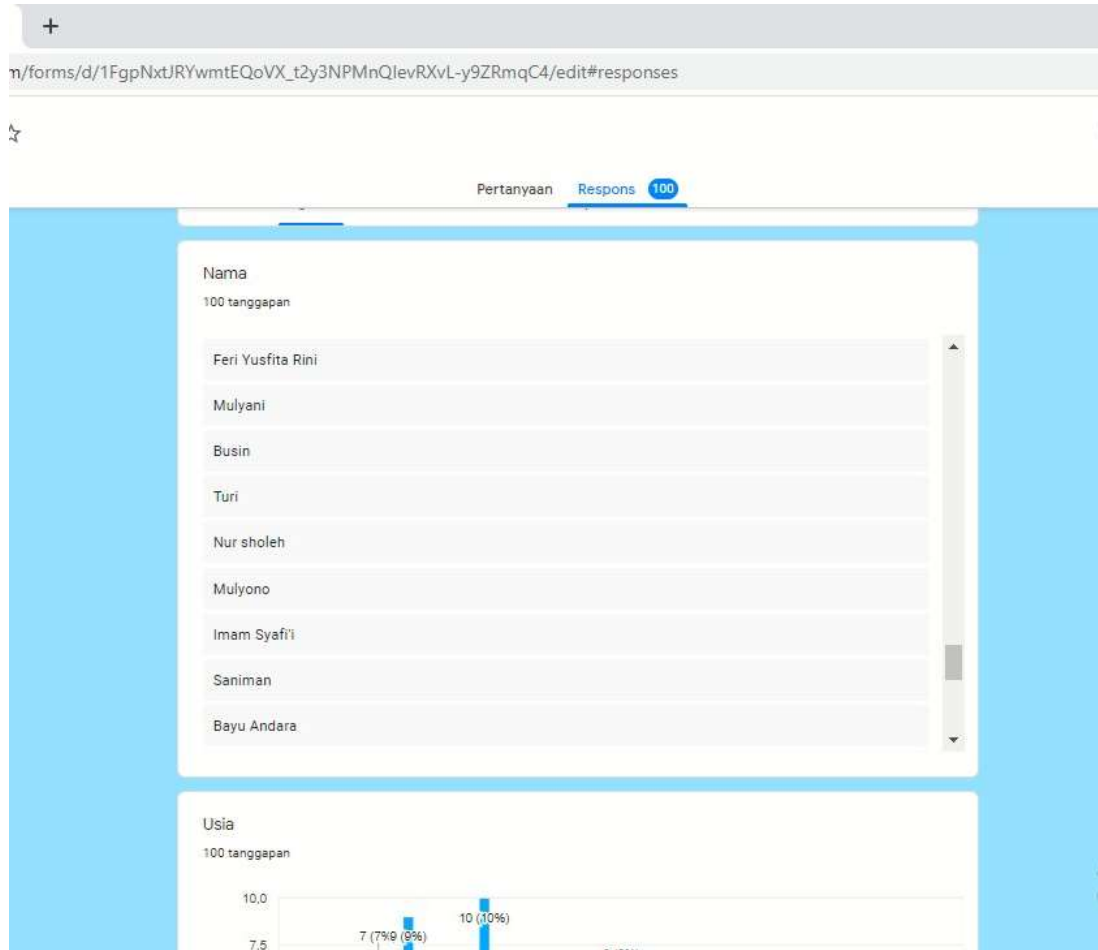 +
m/forms/d/1FgpNxtJRYwmtEQoVX_t2y3NPMnQIevRXvL-y9ZRmqC4/edit#responses
Pertanyaan Respons 100
Nama
100 tanggapan
Feri Yusfita Rini
Mulyani
Busin
Turi
Nur sholeh
Mulyono
Imam Syafi'i
Saniman
Bayu Andara
Usia
100 tanggapan
10,0
10 (10%)
7 (7%) 9 (9%)
7,5